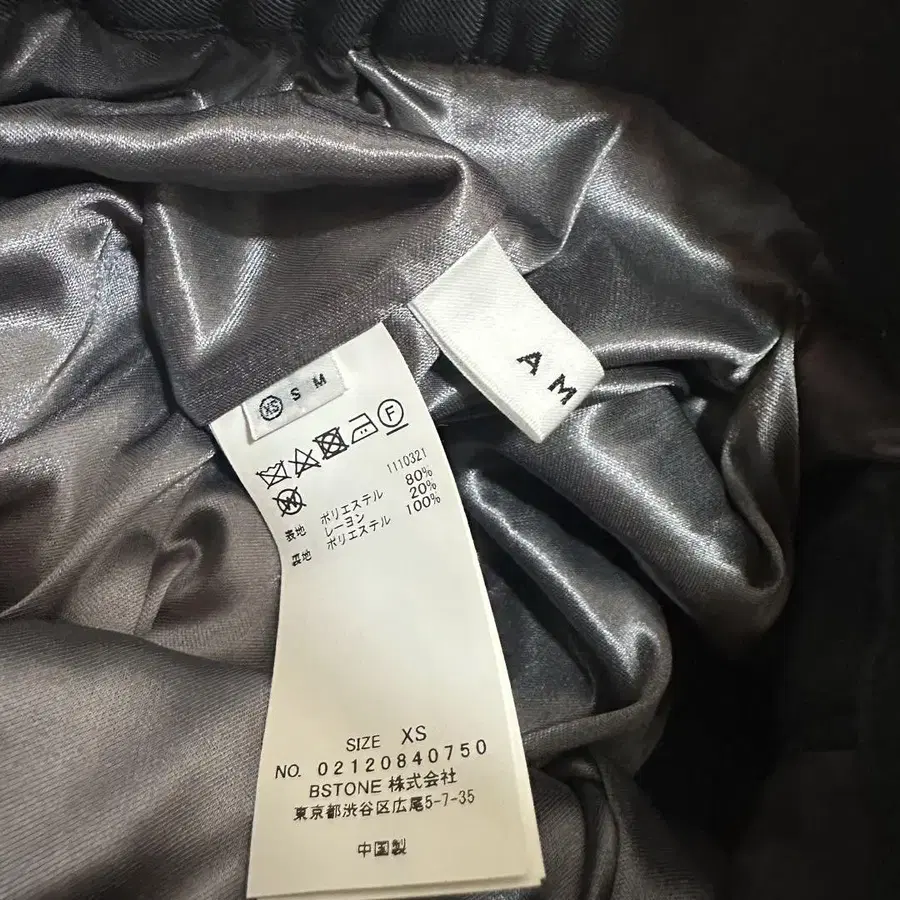 A M
XS S M
F
W
1110321
表地 ポリエステル 80%
レーヨン 20%
裏地 ポリエステル 100%
SIZE XS
NO. 02120840750
BSTONE 株式会社
東京都渋谷区広尾5-7-35
中国製